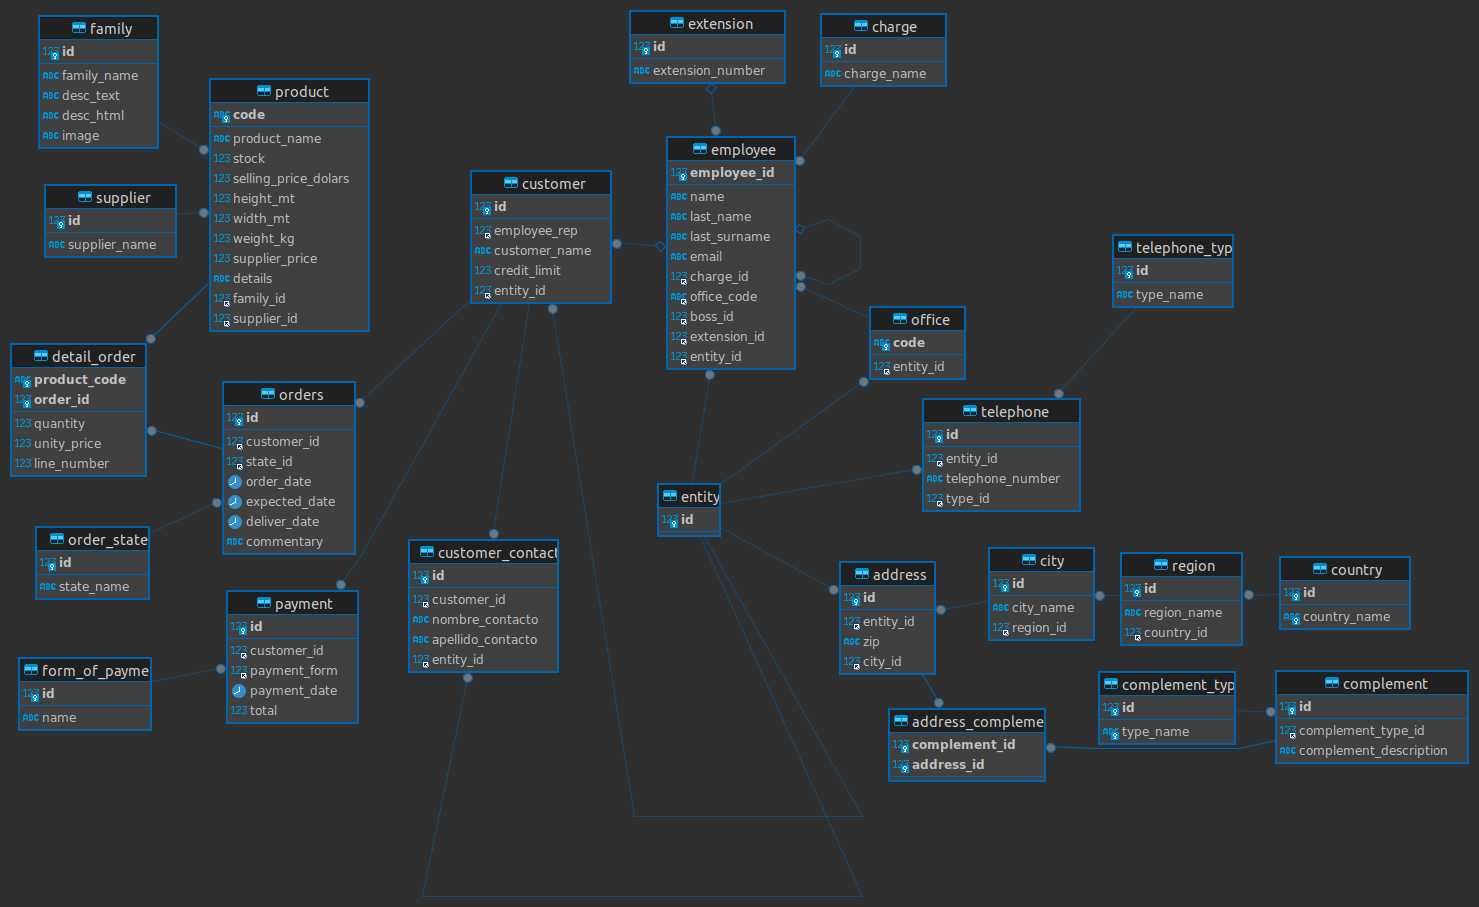 family
id
family_name
desc_text
desc_html
image
product
code
product_name
stock
selling_price_dolars
height_mt
width_mt
weight_kg
supplier_price
details
family_id
supplier_id
supplier
id
supplier_name
detail_order
product_code
order_id
quantity
unity_price
line_number
orders
id
customer_id
state_id
order_date
expected_date
deliver_date
commentary
order_state
id
state_name
payment
id
customer_id
payment_form
payment_date
total
form_of_payme
id
name
customer
id
employee_rep
customer_name
credit_limit
entity_id
customer_contact
id
customer_id
nombre_contacto
apellido_contacto
entity_id
extension
id
extension_number
charge
id
charge_name
employee
employee_id
name
last_name
last_surname
email
charge_id
office_code
boss_id
extension_id
entity_id
office
code
entity_id
telephone_typ
id
type_name
telephone
id
entity_id
telephone_number
type_id
entity
id
address
id
entity_id
zip
city_id
city
id
city_name
region_id
region
id
region_name
country_id
country
id
country_name
address_compleme
complement_id
address_id
complement_typ
id
type_name
complement
id
complement_type_id
complement_description